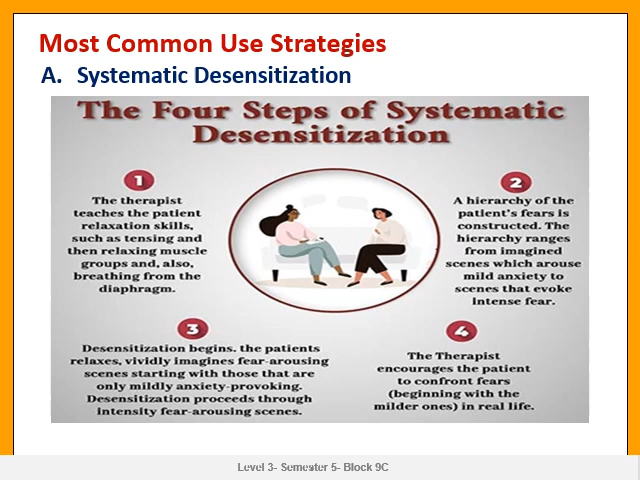 Most Common Use Strategies
A. Systematic Desensitization
The Four Steps of Systematic
Desensitization
1
The therapist
teaches the patient
relaxation skills,
such as tensing and
then relaxing muscle
groups and, also,
breathing from the
diaphragm.
2
A hierarchy of the
patient's fears is
constructed. The
hierarchy ranges
from imagined
scenes which arouse
mild anxiety to
scenes that evoke
intense fear.
3
Desensitization begins. the patients
relaxes, vividly imagines fear-arousing
scenes starting with those that are
only mildly anxiety-provoking.
Desensitization proceeds through
intensity fear-arousing scenes.
4
The Therapist
encourages the patient
to confront fears
(beginning with the
milder ones) in real life.
Level 3- Semester 5- Block 9C